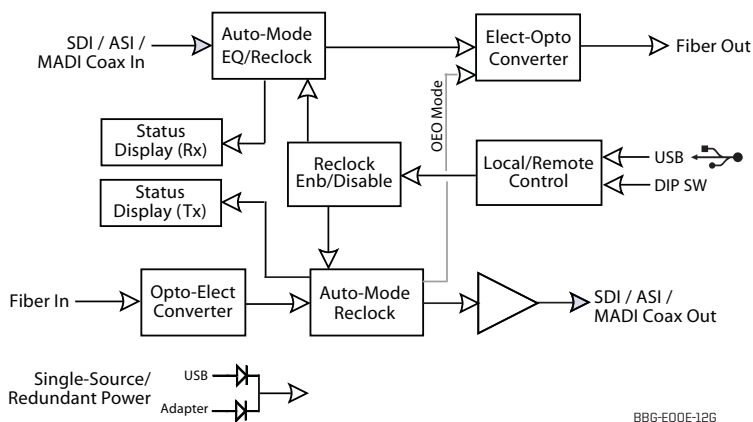 SDI / ASI /
MADI Coax In
Auto-Mode
EQ/Reclock
Elect-Opto
Converter
Fiber Out
OEO Mode
Status
Display (Rx)
Reclock
Enb/Disable
Local/Remote
Control
USB
DIP SW
Status
Display (Tx)
Fiber In
Opto-Elect
Converter
Auto-Mode
Reclock
SDI / ASI /
MADI Coax Out
Single-Source/
Redundant Power
USB
Adapter
BBG-EOOE-12G